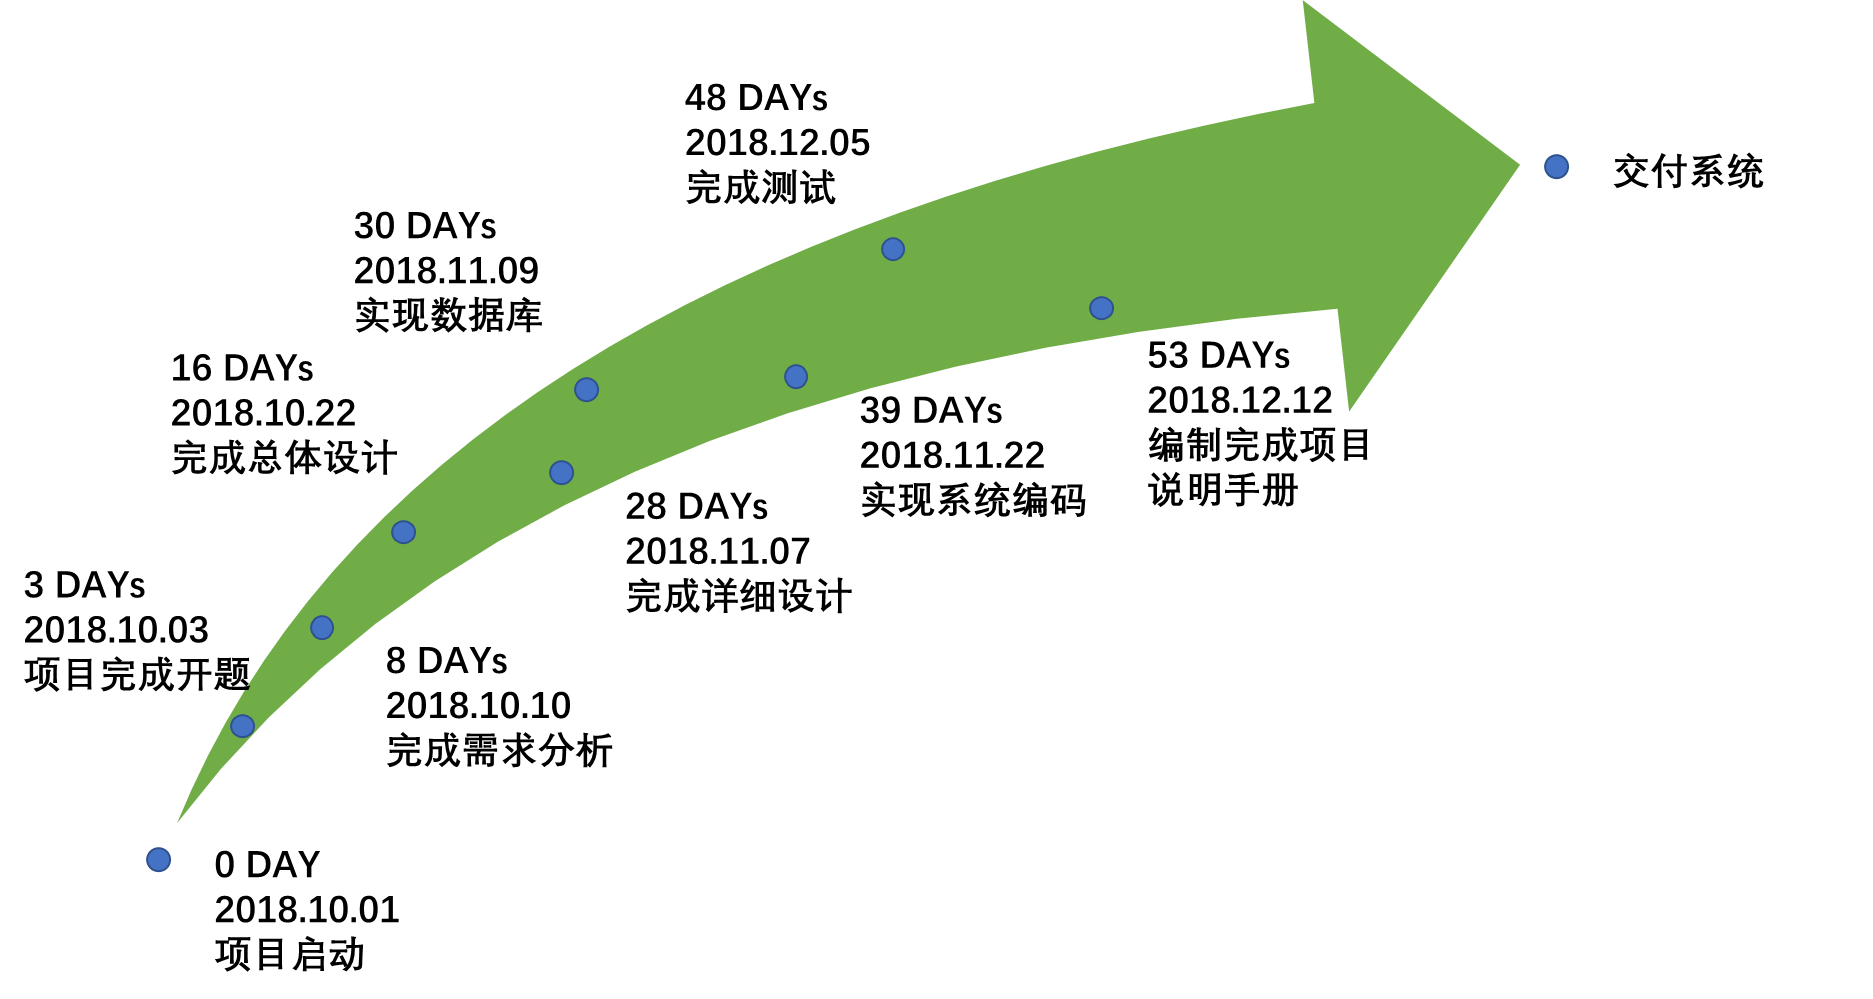 48 DAYs
2018.12.05
完成测试
交付系统
30 DAYs
2018.11.09
实现数据库
53 DAYs
2018.12.12
编制完成项目
说明手册
16 DAYs
2018.10.22
完成总体设计
39 DAYs
2018.11.22
实现系统编码
28 DAYs
2018.11.07
完成详细设计
3 DAYs
2018.10.03
项目完成开题
8 DAYs
2018.10.10
完成需求分析
0 DAY
2018.10.01
项目启动